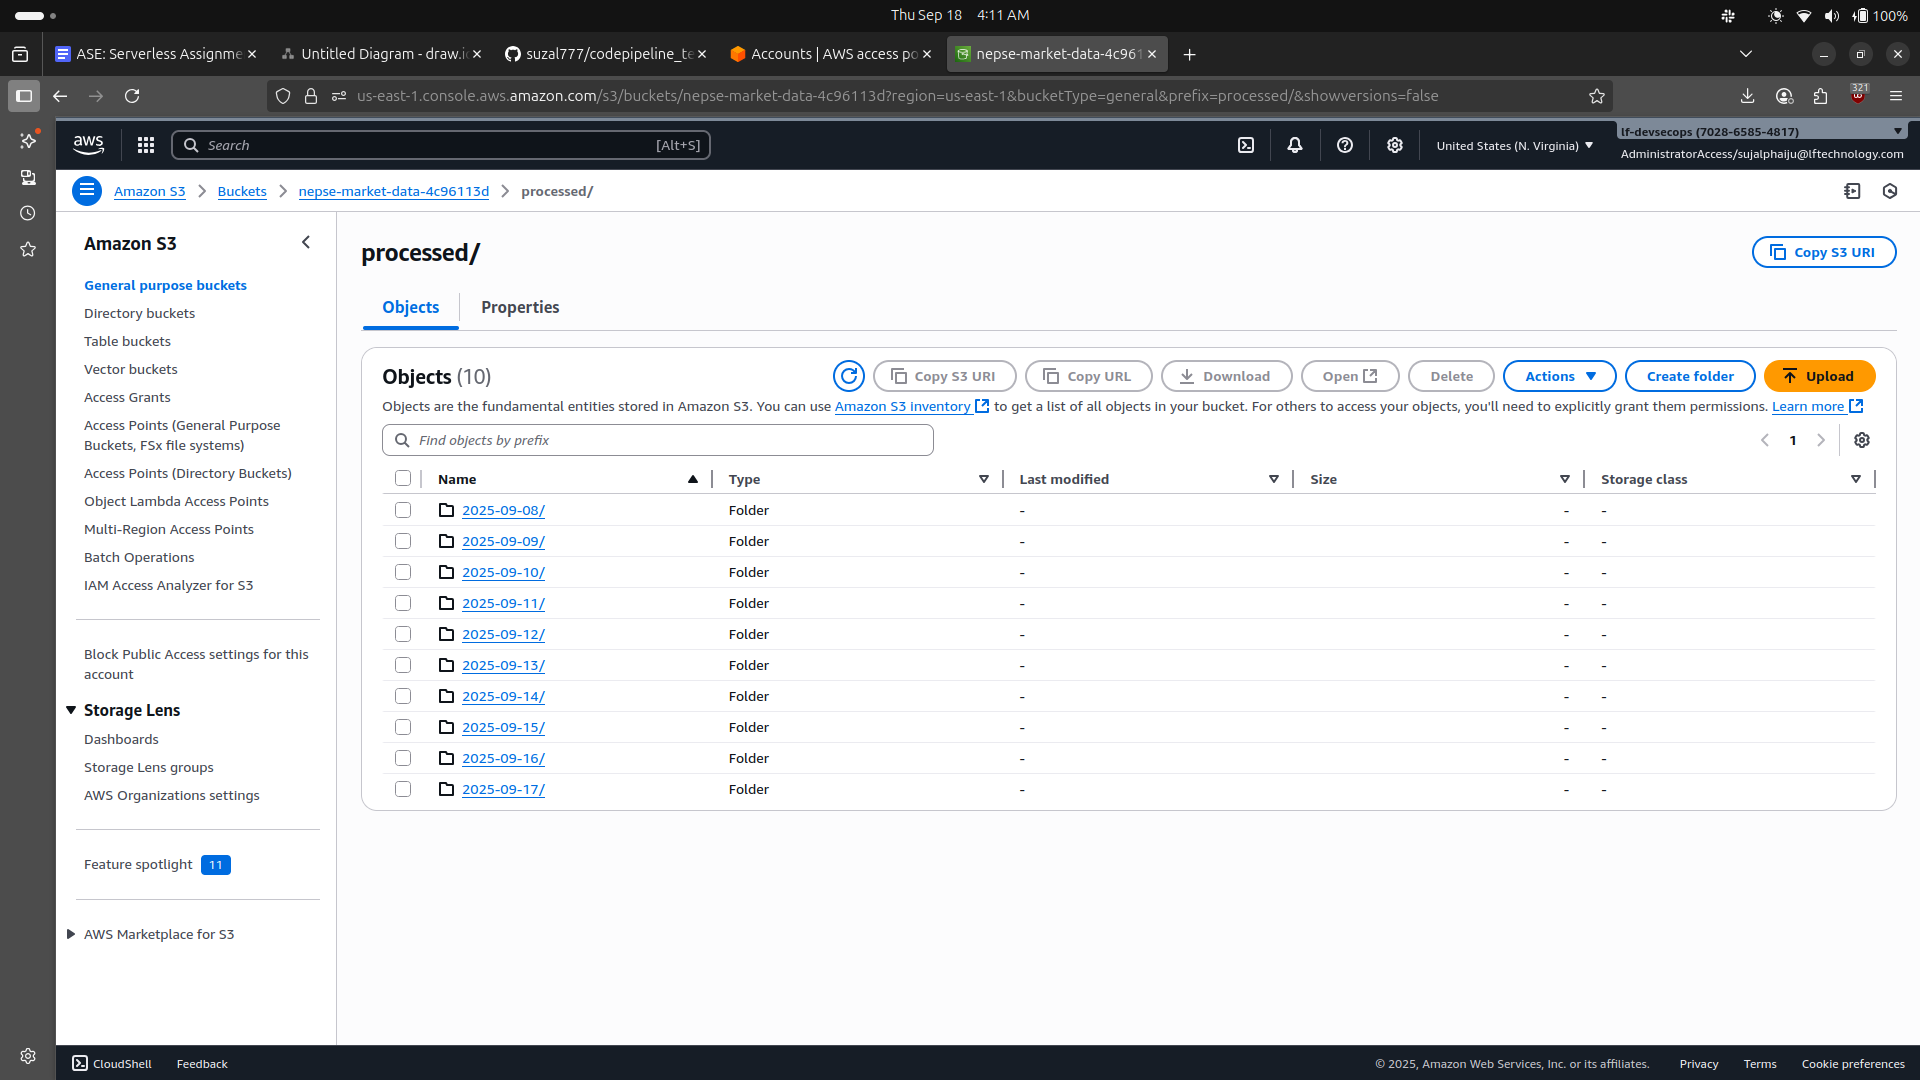 Thu Sep 18 4:11 AM
100%
ASE: Serverless Assignme
Untitled Diagram - draw.i
suzal777/codepipeline_te
Accounts | AWS access po
nepse-market-data-4c961
us-east-1.console.aws.amazon.com/s3/buckets/nepse-market-data-4c96113d?region=us-east-1&bucketType=general&prefix=processed/&showversions=false
321
aws
Search
[Alt+S]
United States (N. Virginia)
lf-devsecops (7028-6585-4817)
AdministratorAccess/sujalphaiju@lftechnology.com
Amazon S3
Buckets
nepse-market-data-4c96113d
processed/
Amazon S3
General purpose buckets
Directory buckets
Table buckets
Vector buckets
Access Grants
Access Points (General Purpose
Buckets, FSx file systems)
Access Points (Directory Buckets)
Object Lambda Access Points
Multi-Region Access Points
Batch Operations
IAM Access Analyzer for S3
Block Public Access settings for this
account
Storage Lens
Dashboards
Storage Lens groups
AWS Organizations settings
Feature spotlight 11
AWS Marketplace for S3
processed/
Copy S3 URI
Objects
Properties
Objects (10)
Copy S3 URI
Copy URL
Download
Open
Delete
Actions
Create folder
Upload
Objects are the fundamental entities stored in Amazon S3. You can use Amazon S3 inventory to get a list of all objects in your bucket. For others to access your objects, you'll need to explicitly grant them permissions. Learn more
Find objects by prefix
1
Name Type Last modified Size Storage class
2025-09-08/ Folder - - -
2025-09-09/ Folder - - -
2025-09-10/ Folder - - -
2025-09-11/ Folder - - -
2025-09-12/ Folder - - -
2025-09-13/ Folder - - -
2025-09-14/ Folder - - -
2025-09-15/ Folder - - -
2025-09-16/ Folder - - -
2025-09-17/ Folder - - -
CloudShell
Feedback
© 2025, Amazon Web Services, Inc. or its affiliates.
Privacy
Terms
Cookie preferences